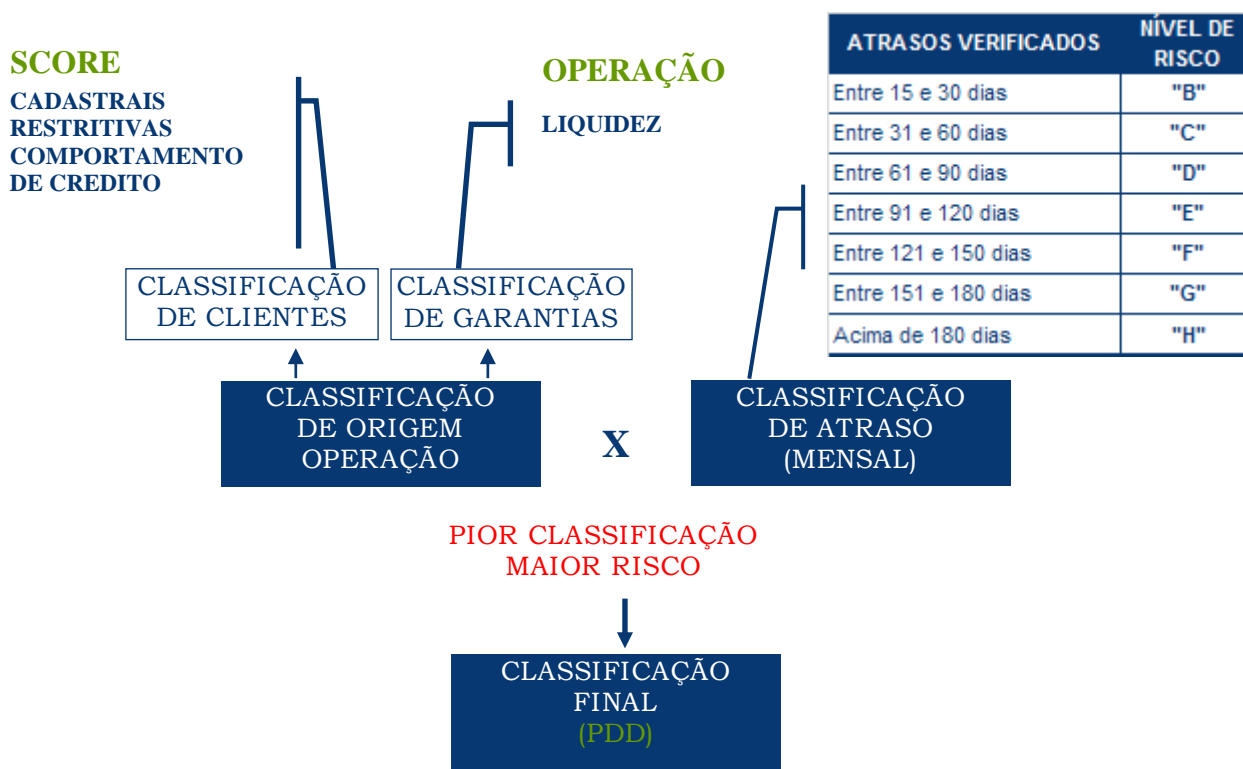 SCORE
CADASTRAIS
RESTRITIVAS
COMPORTAMENTO
DE CREDITO
OPERAÇÃO
LIQUIDEZ
ATRASOS VERIFICADOS NÍVEL DE RISCO
Entre 15 e 30 dias "B"
Entre 31 e 60 dias "C"
Entre 61 e 90 dias "D"
Entre 91 e 120 dias "E"
Entre 121 e 150 dias "F"
Entre 151 e 180 dias "G"
Acima de 180 dias "H"
CLASSIFICAÇÃO
DE CLIENTES
CLASSIFICAÇÃO
DE GARANTIAS
CLASSIFICAÇÃO
DE ORIGEM
OPERAÇÃO
X
CLASSIFICAÇÃO
DE ATRASO
(MENSAL)
PIOR CLASSIFICAÇÃO
MAIOR RISCO
CLASSIFICAÇÃO
FINAL
(PDD)